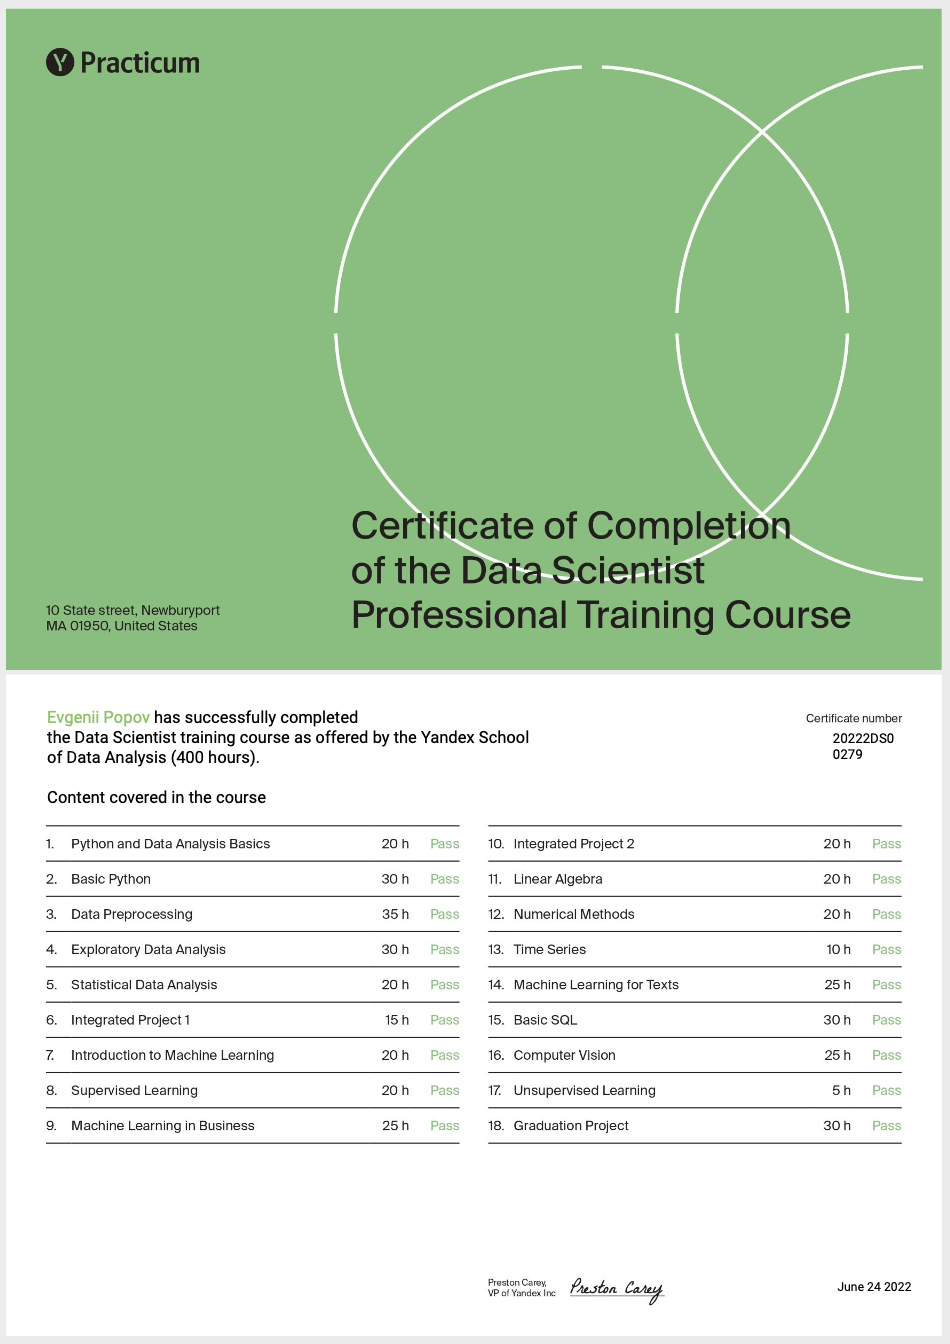 Practicum
Certificate of Completion
of the Data Scientist
Professional Training Course
10 State street, Newburyport
MA 01950, United States
Evgenii Popov has successfully completed
the Data Scientist training course as offered by the Yandex School
of Data Analysis (400 hours).
Certificate number
20222DS0
0279
Content covered in the course
1. Python and Data Analysis Basics 20 h Pass
2. Basic Python 30 h Pass
3. Data Preprocessing 35 h Pass
4. Exploratory Data Analysis 30 h Pass
5. Statistical Data Analysis 20 h Pass
6. Integrated Project 1 15 h Pass
7. Introduction to Machine Learning 20 h Pass
8. Supervised Learning 20 h Pass
9. Machine Learning in Business 25 h Pass
10. Integrated Project 2 20 h Pass
11. Linear Algebra 20 h Pass
12. Numerical Methods 20 h Pass
13. Time Series 10 h Pass
14. Machine Learning for Texts 25 h Pass
15. Basic SQL 30 h Pass
16. Computer Vision 25 h Pass
17. Unsupervised Learning 5 h Pass
18. Graduation Project 30 h Pass
Preston Carey,
VP of Yandex Inc
Preston Carey
June 24 2022